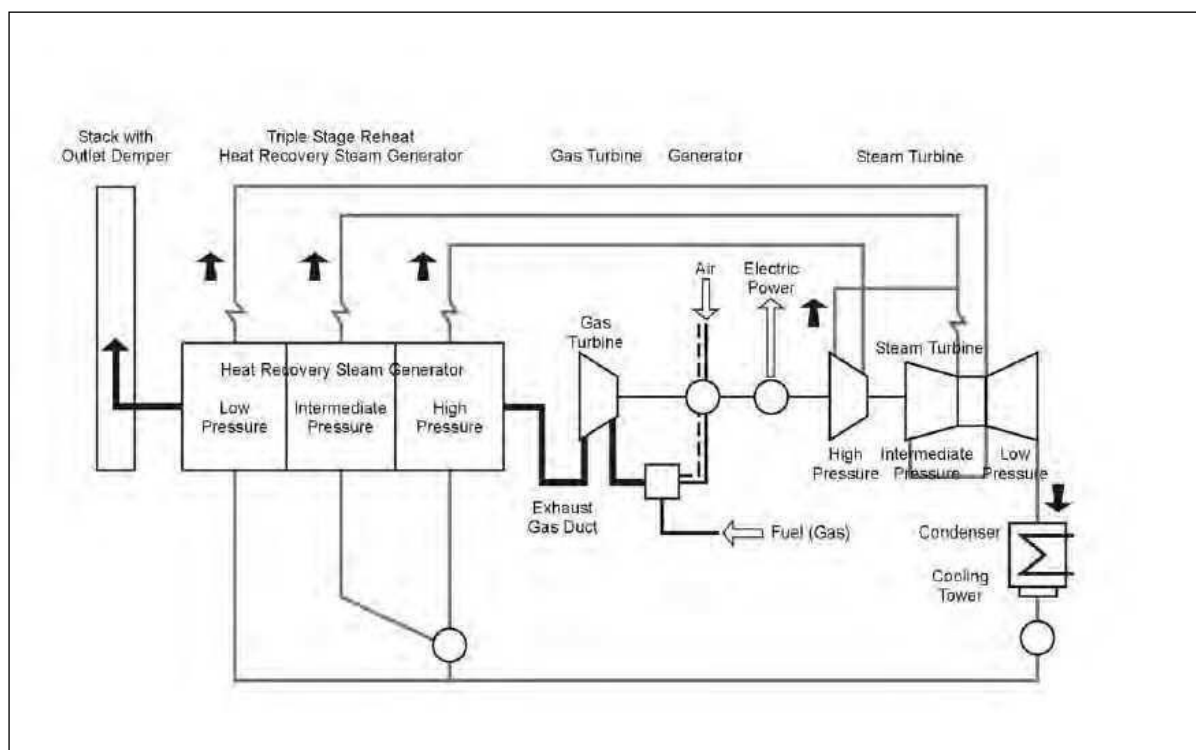 Stack with
Outlet Demper
Triple Stage Reheat
Heat Recovery Steam Generator
Gas Turbine
Generator
Steam Turbine
Air
Electric
Power
Gas
Turbine
Steam Turbine
Heat Recovery Steam Generator
Low
Pressure
Intermediate
Pressure
High
Pressure
High
Pressure
Intermediate
Pressure
Low
Pressure
Exhaust
Gas Duct
Fuel (Gas)
Condenser
Cooling
Tower